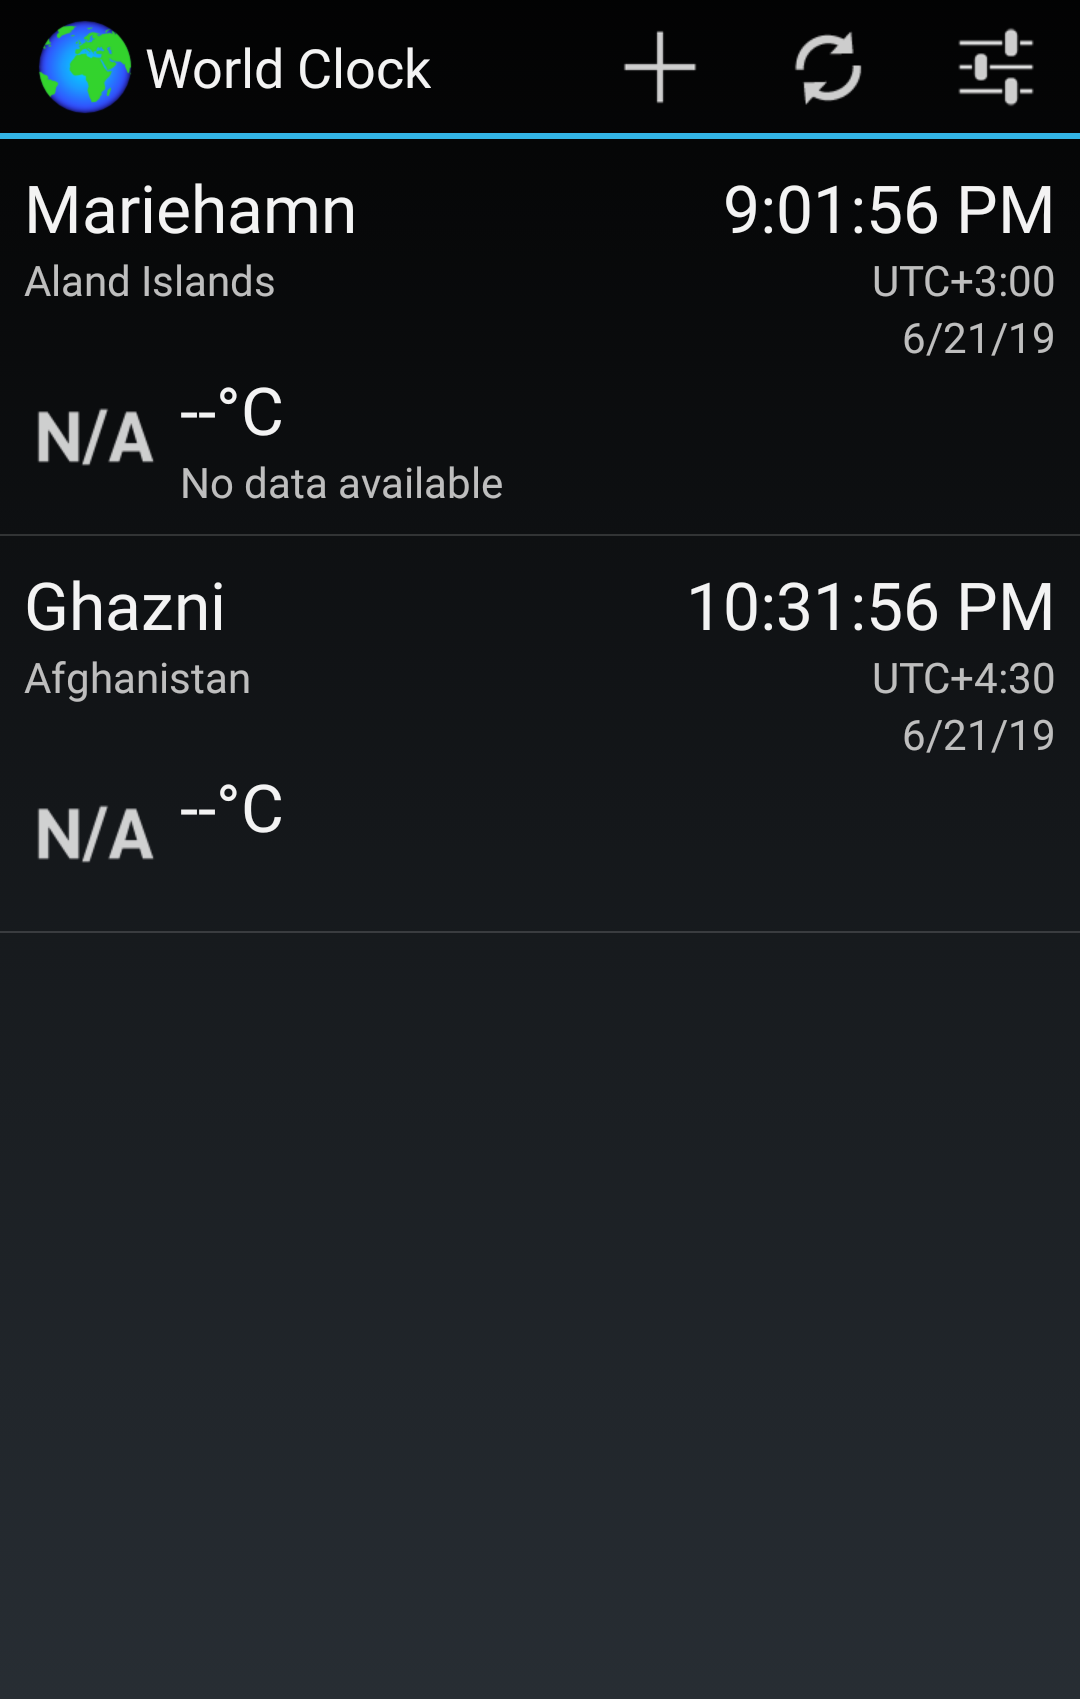 World Clock
Mariehamn 9:01:56 PM
Aland Islands UTC+3:00
6/21/19
N/A --°C
No data available
Ghazni 10:31:56 PM
Afghanistan UTC+4:30
6/21/19
N/A --°C